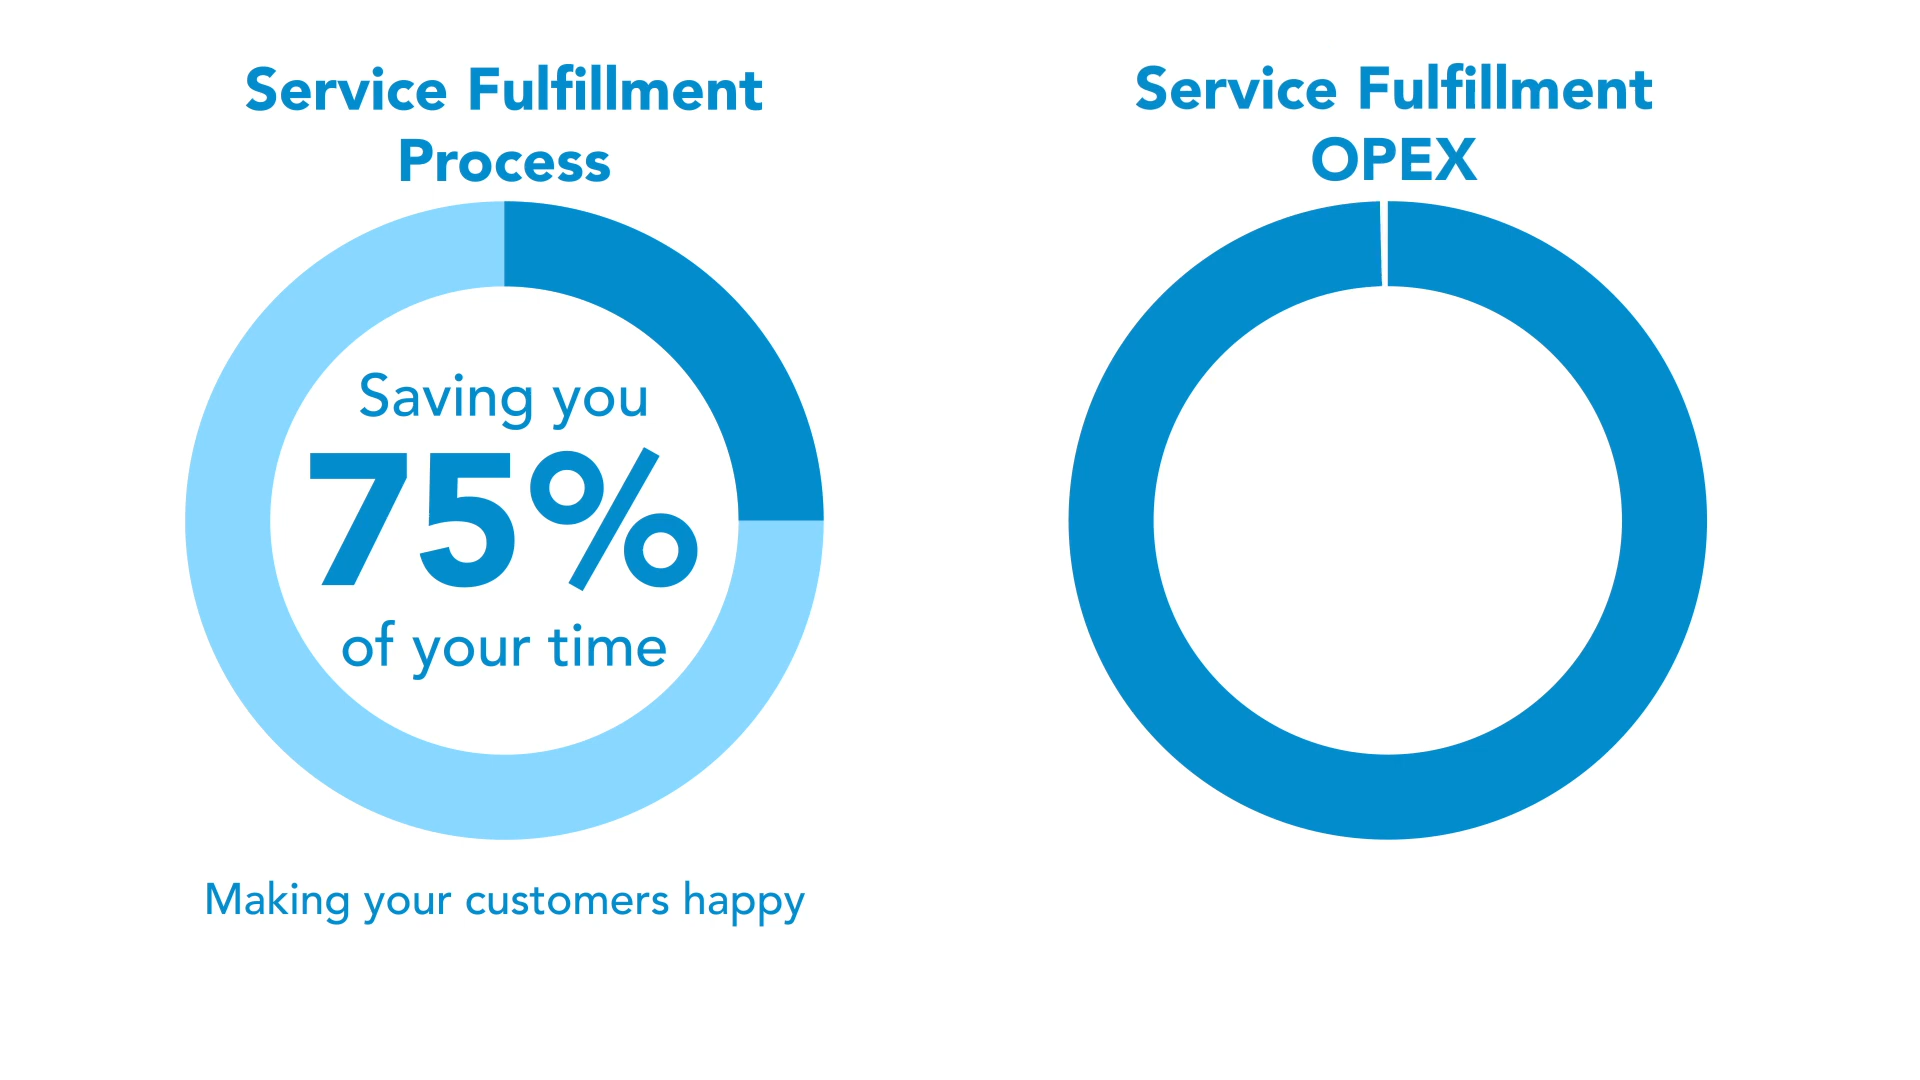 Service Fulfillment
Process
Saving you
75%
of your time
Making your customers happy
Service Fulfillment
OPEX